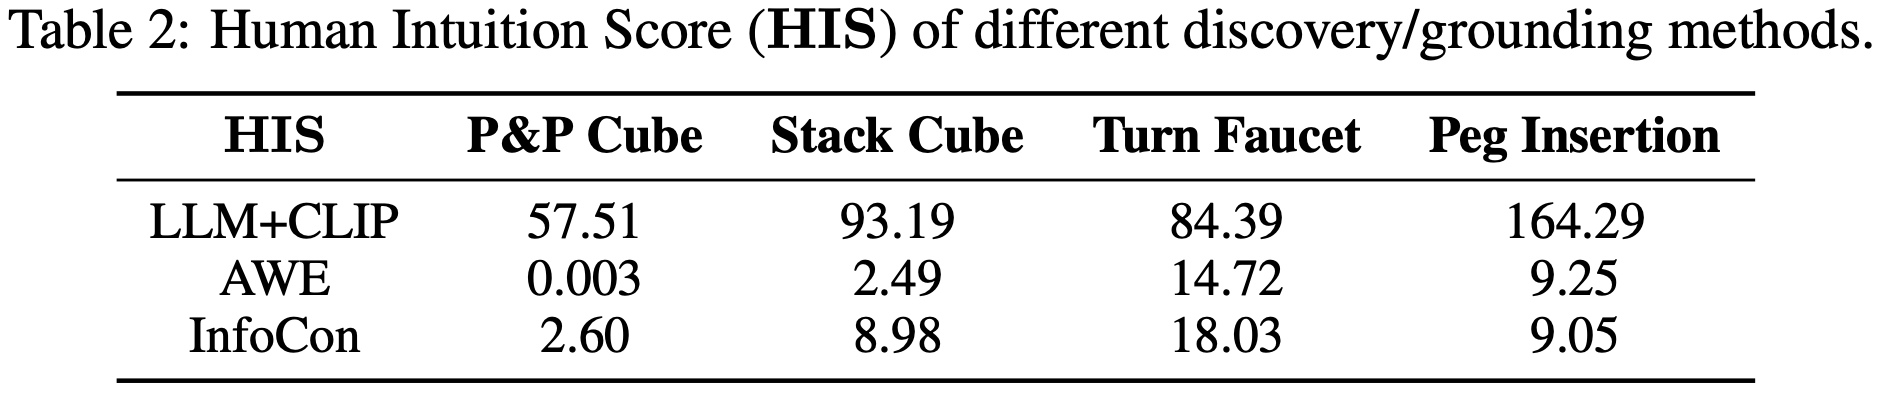 Table 2: Human Intuition Score (HIS) of different discovery/grounding methods.
HIS P&P Cube Stack Cube Turn Faucet Peg Insertion
LLM+CLIP 57.51 93.19 84.39 164.29
AWE 0.003 2.49 14.72 9.25
InfoCon 2.60 8.98 18.03 9.05